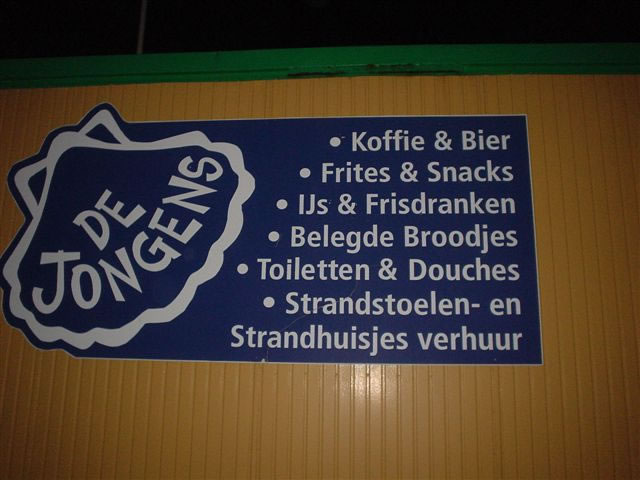 DE
JONGENS
• Koffie & Bier
• Frites & Snacks
• IJs & Frisdranken
• Belegde Broodjes
• Toiletten & Douches
• Strandstoelen- en
Strandhuisjes verhuur